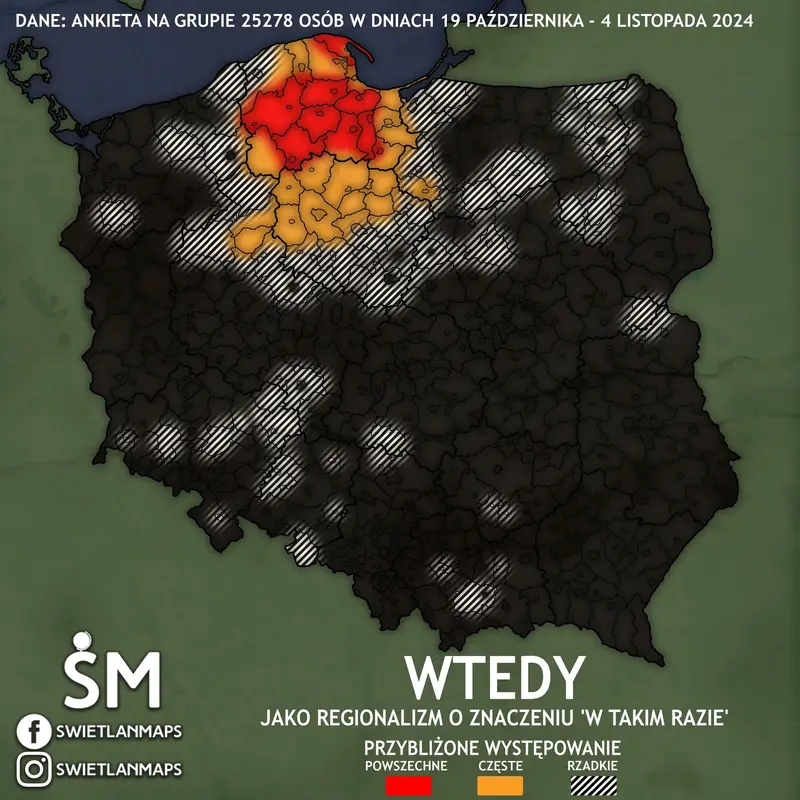 DANE: ANKIETA NA GRUPIE 25278 OSÓB W DNIACH 19 PAŹDZIERNIKA - 4 LISTOPADA 2024
ŚM
SWIETLANMAPS
SWIETLANMAPS
WTEDY
JAKO REGIONALIZM O ZNACZENIU 'W TAKIM RAZIE'
PRZYBLIŻONE WYSTĘPOWANIE
POWSZECHNE CZĘSTE RZADKIE